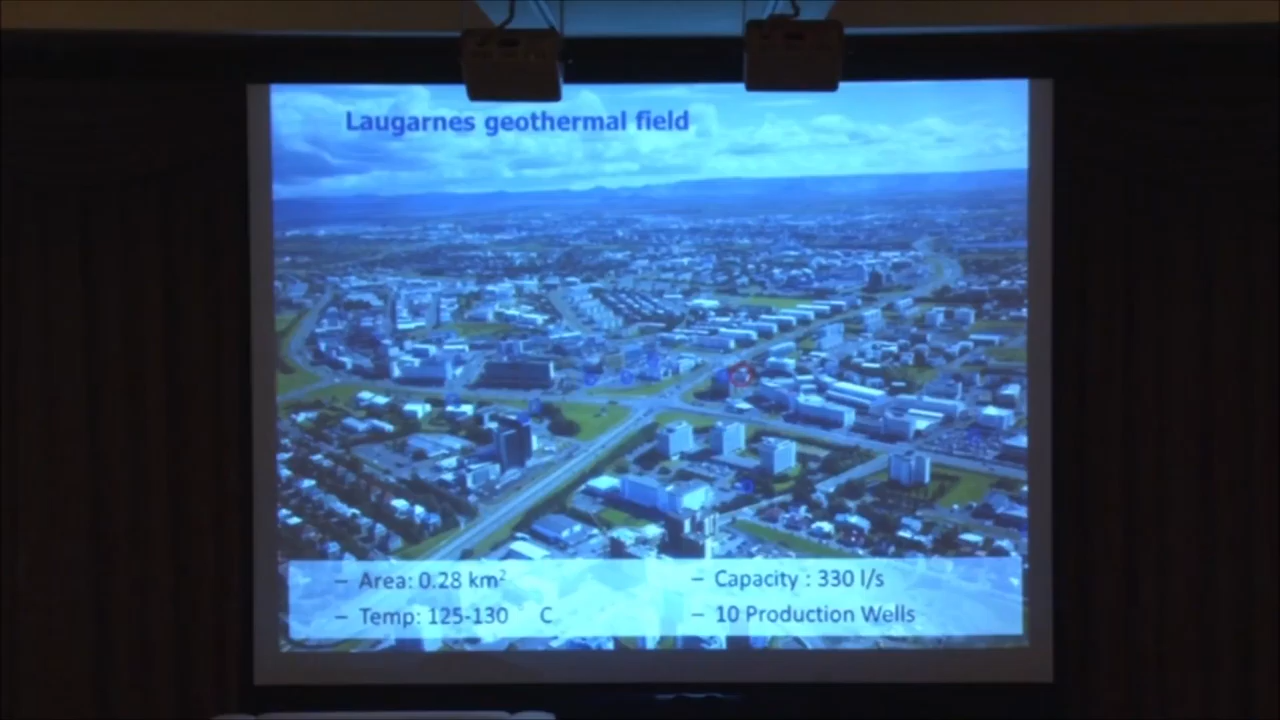 Laugarnes geothermal field
– Area: 0.28 km²
– Temp: 125-130 C
– Capacity : 330 l/s
– 10 Production Wells